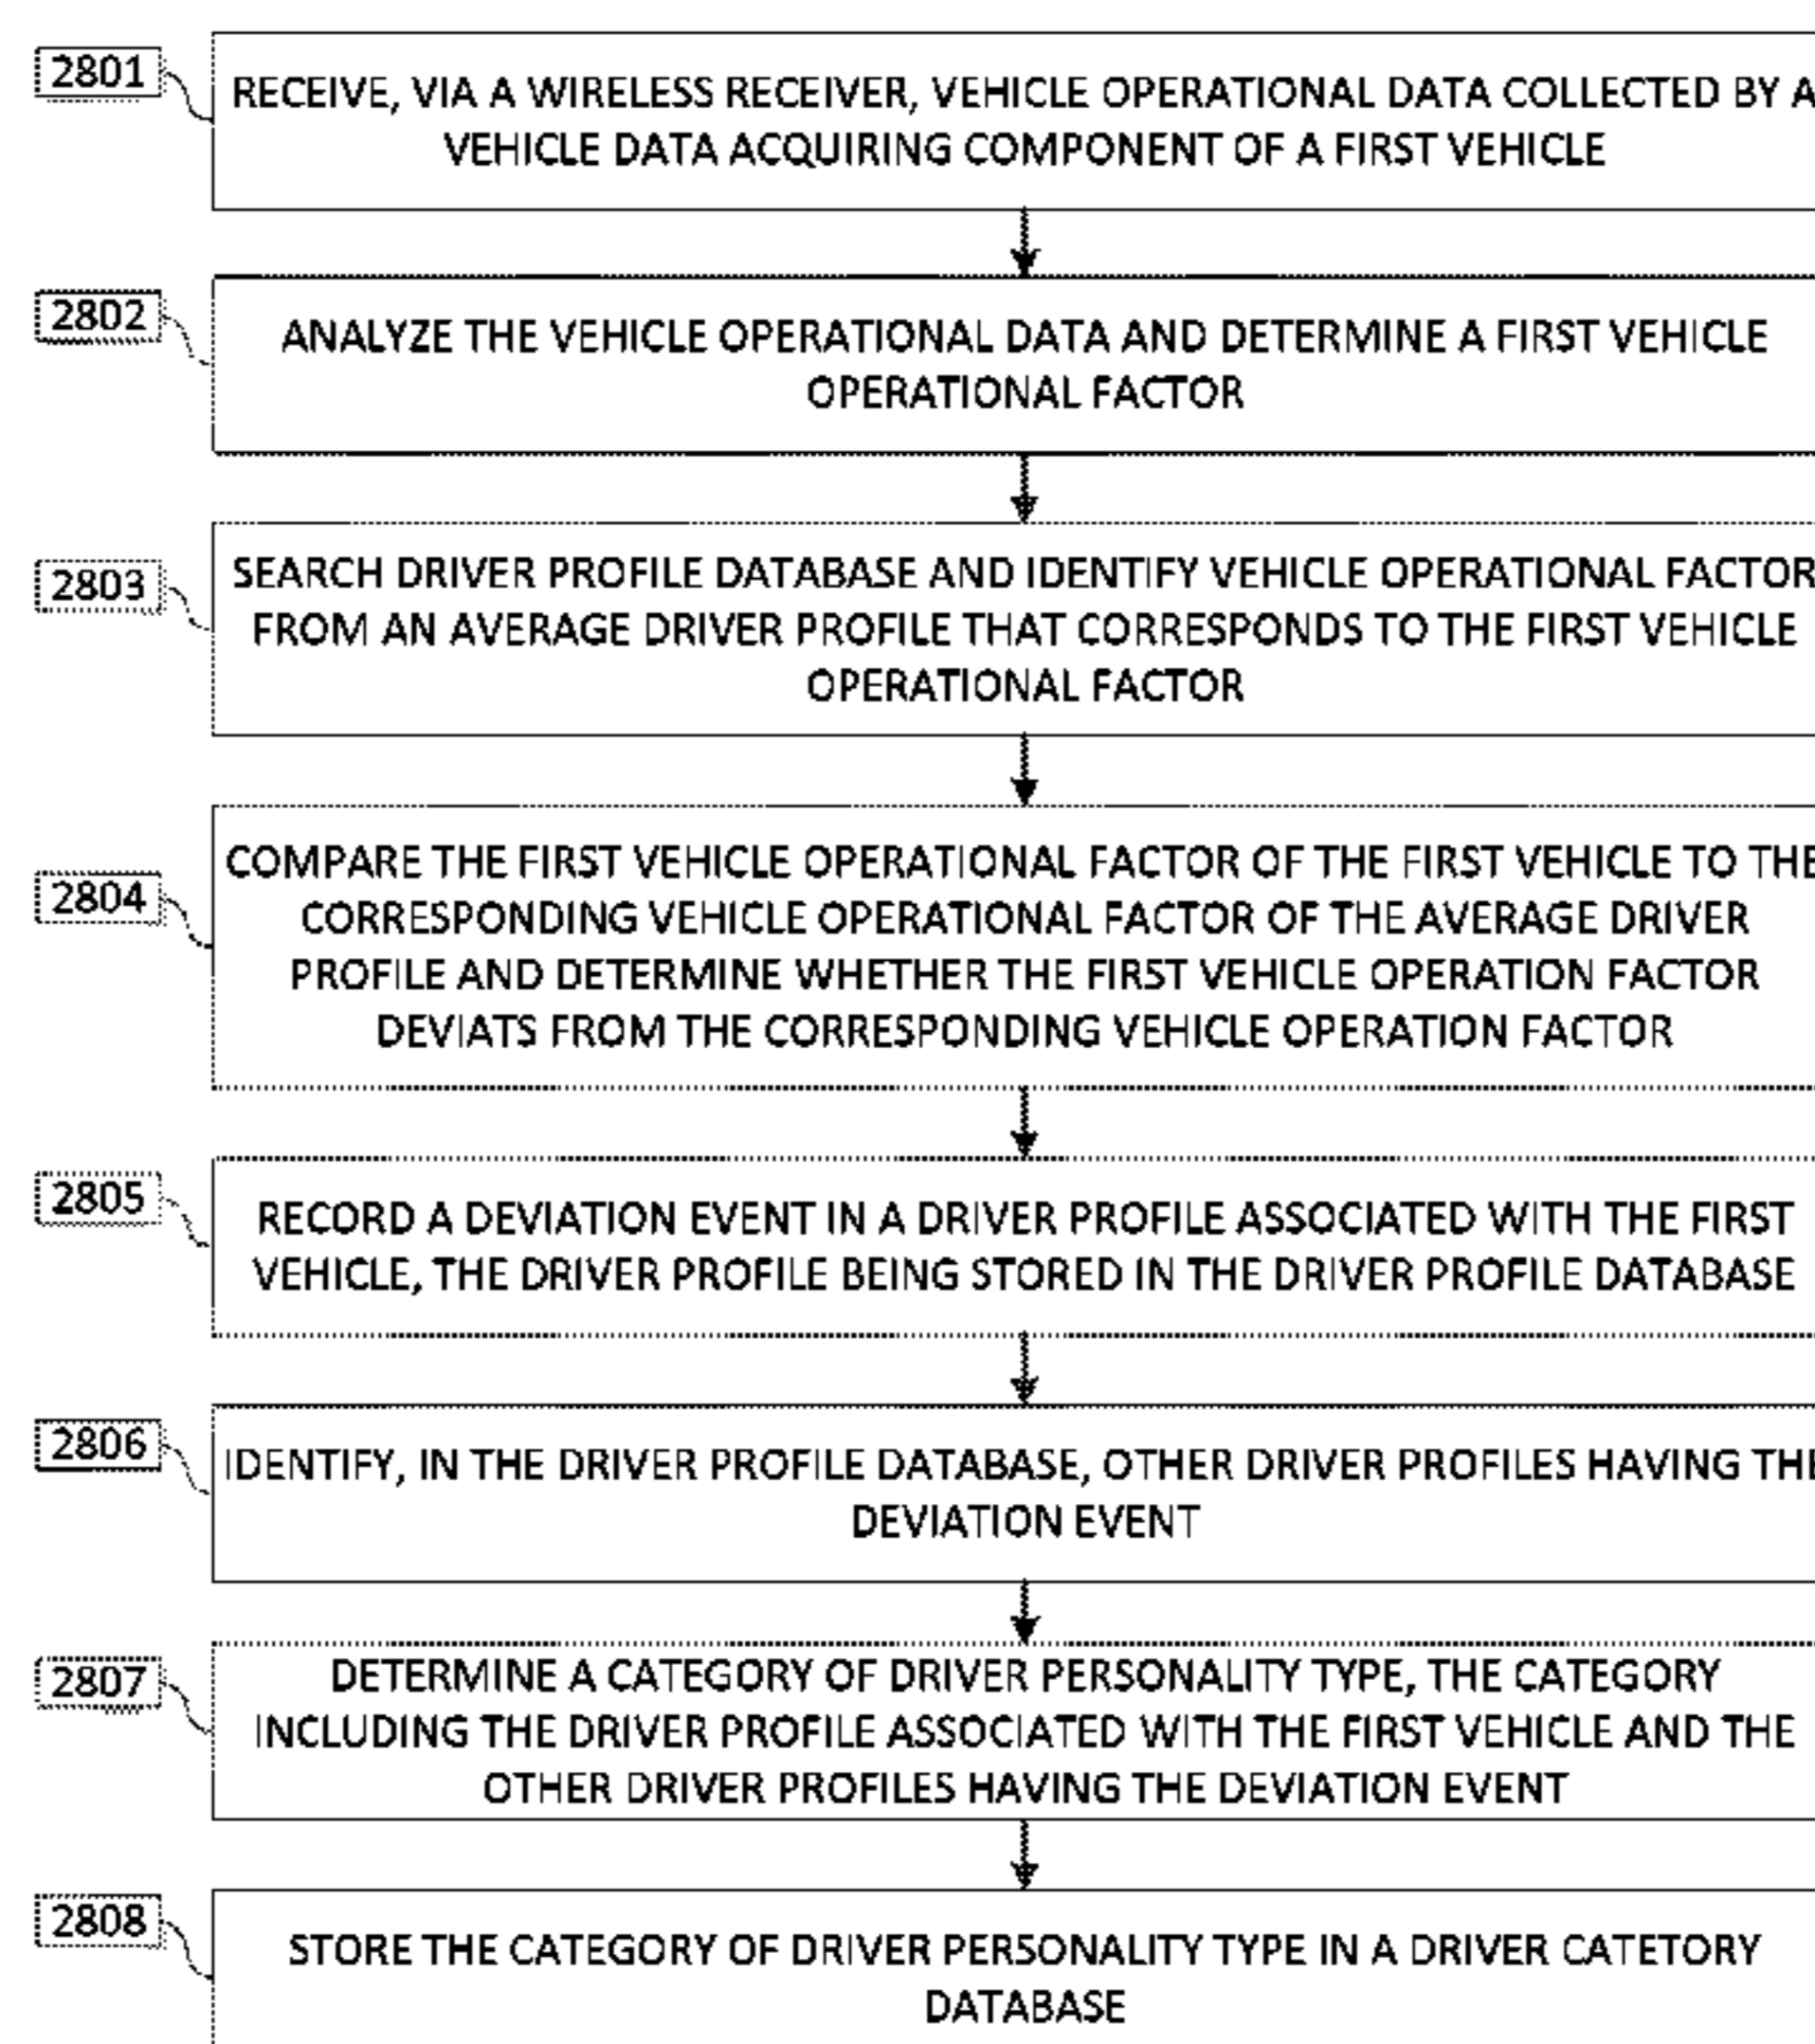 2801
RECEIVE, VIA A WIRELESS RECEIVER, VEHICLE OPERATIONAL DATA COLLECTED BY A
VEHICLE DATA ACQUIRING COMPONENT OF A FIRST VEHICLE
2802
ANALYZE THE VEHICLE OPERATIONAL DATA AND DETERMINE A FIRST VEHICLE
OPERATIONAL FACTOR
2803
SEARCH DRIVER PROFILE DATABASE AND IDENTIFY VEHICLE OPERATIONAL FACTOR
FROM AN AVERAGE DRIVER PROFILE THAT CORRESPONDS TO THE FIRST VEHICLE
OPERATIONAL FACTOR
2804
COMPARE THE FIRST VEHICLE OPERATIONAL FACTOR OF THE FIRST VEHICLE TO THE
CORRESPONDING VEHICLE OPERATIONAL FACTOR OF THE AVERAGE DRIVER
PROFILE AND DETERMINE WHETHER THE FIRST VEHICLE OPERATION FACTOR
DEVIATS FROM THE CORRESPONDING VEHICLE OPERATION FACTOR
2805
RECORD A DEVIATION EVENT IN A DRIVER PROFILE ASSOCIATED WITH THE FIRST
VEHICLE, THE DRIVER PROFILE BEING STORED IN THE DRIVER PROFILE DATABASE
2806
IDENTIFY, IN THE DRIVER PROFILE DATABASE, OTHER DRIVER PROFILES HAVING THE
DEVIATION EVENT
2807
DETERMINE A CATEGORY OF DRIVER PERSONALITY TYPE, THE CATEGORY
INCLUDING THE DRIVER PROFILE ASSOCIATED WITH THE FIRST VEHICLE AND THE
OTHER DRIVER PROFILES HAVING THE DEVIATION EVENT
2808
STORE THE CATEGORY OF DRIVER PERSONALITY TYPE IN A DRIVER CATETORY
DATABASE